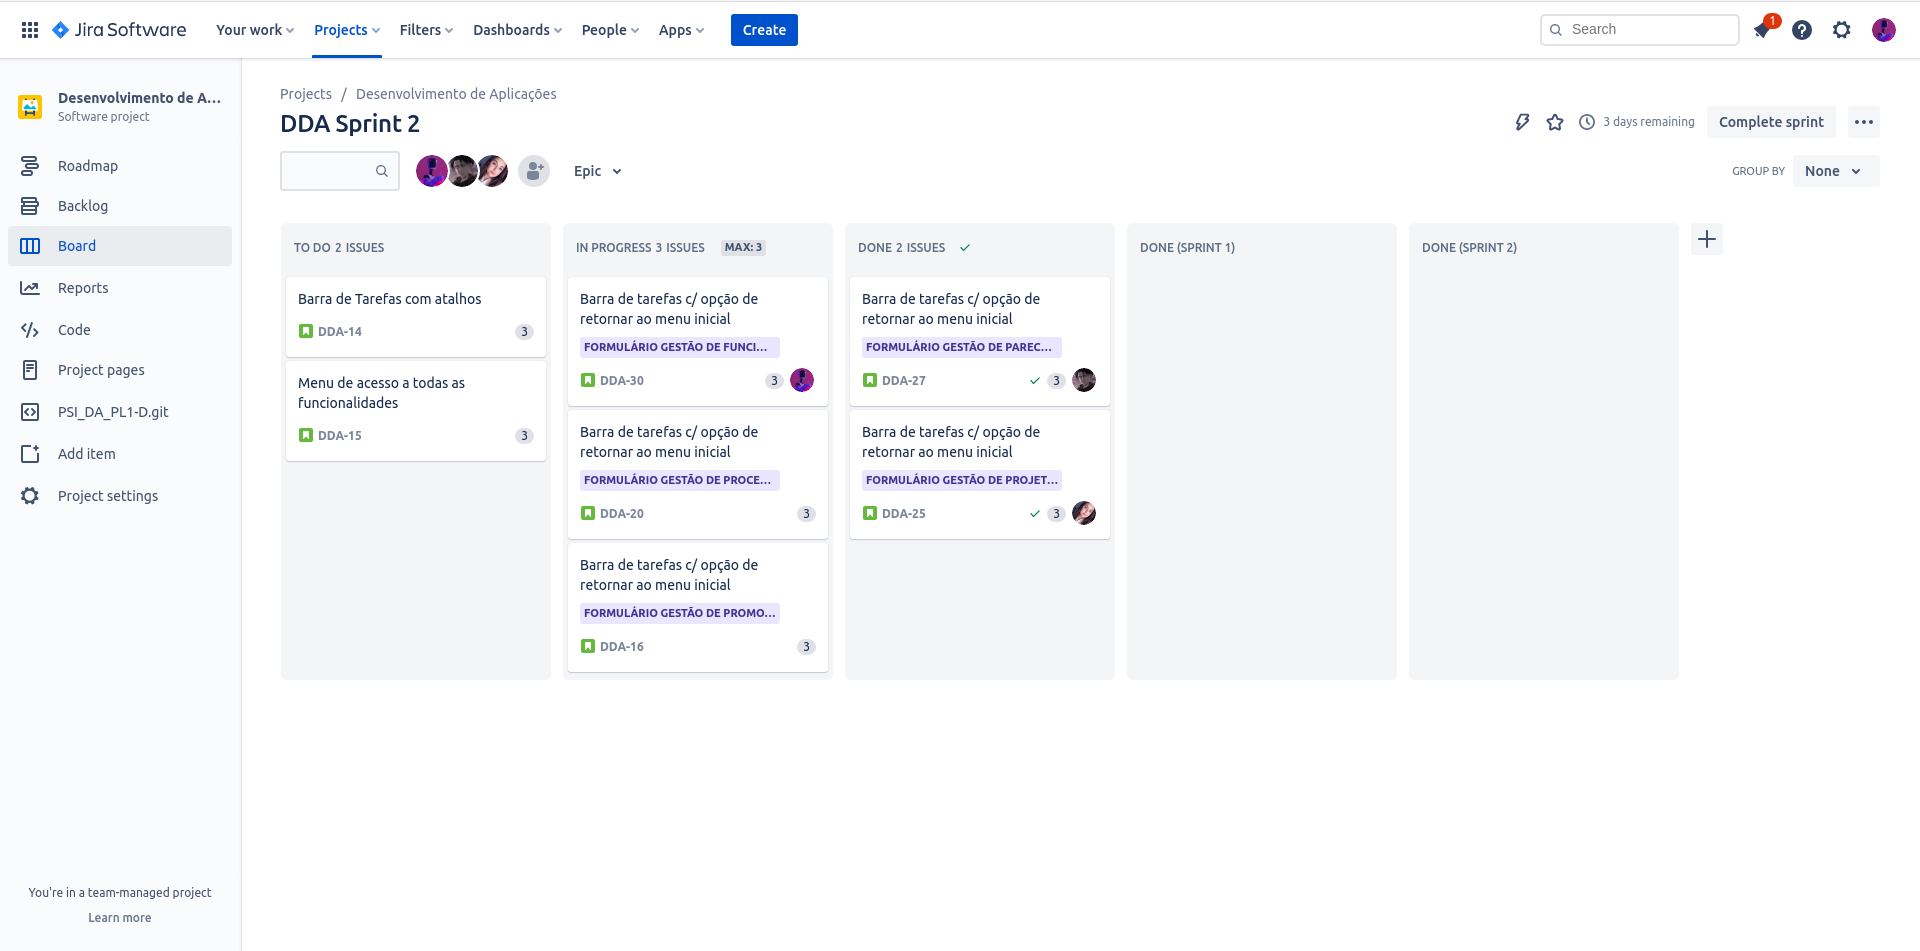 Jira Software
Your work
Projects
Filters
Dashboards
People
Apps
Create
Search
1
Desenvolvimento de A...
Software project
Roadmap
Backlog
Board
Reports
Code
Project pages
PSI_DA_PL1-D.git
Add item
Project settings
You're in a team-managed project
Learn more
Projects / Desenvolvimento de Aplicações
DDA Sprint 2
3 days remaining
Complete sprint
Epic
GROUP BY
None
TO DO 2 ISSUES
Barra de Tarefas com atalhos
DDA-14
3
Menu de acesso a todas as
funcionalidades
DDA-15
3
IN PROGRESS 3 ISSUES
MAX: 3
Barra de tarefas c/ opção de
retornar ao menu inicial
FORMULÁRIO GESTÃO DE FUNCI...
DDA-30
3
Barra de tarefas c/ opção de
retornar ao menu inicial
FORMULÁRIO GESTÃO DE PROCE...
DDA-20
3
Barra de tarefas c/ opção de
retornar ao menu inicial
FORMULÁRIO GESTÃO DE PROMO...
DDA-16
3
DONE 2 ISSUES
Barra de tarefas c/ opção de
retornar ao menu inicial
FORMULÁRIO GESTÃO DE PAREC...
DDA-27
3
Barra de tarefas c/ opção de
retornar ao menu inicial
FORMULÁRIO GESTÃO DE PROJET...
DDA-25
3
DONE (SPRINT 1)
DONE (SPRINT 2)